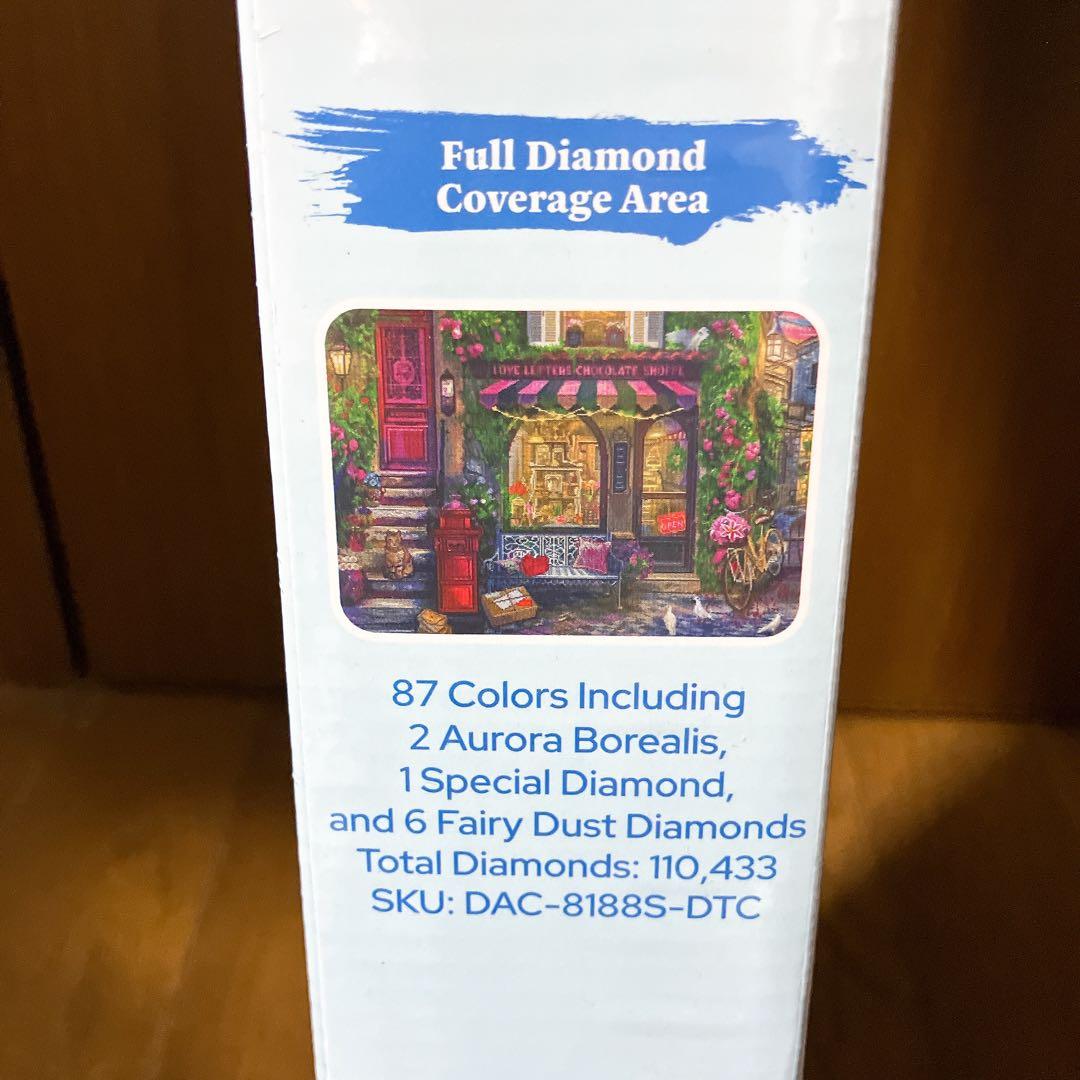 Full Diamond
Coverage Area
LOVE LETTERS CHOCOLATE SHOPPE
OPEN
87 Colors Including
2 Aurora Borealis,
1 Special Diamond,
and 6 Fairy Dust Diamonds
Total Diamonds: 110,433
SKU: DAC-8188S-DTC